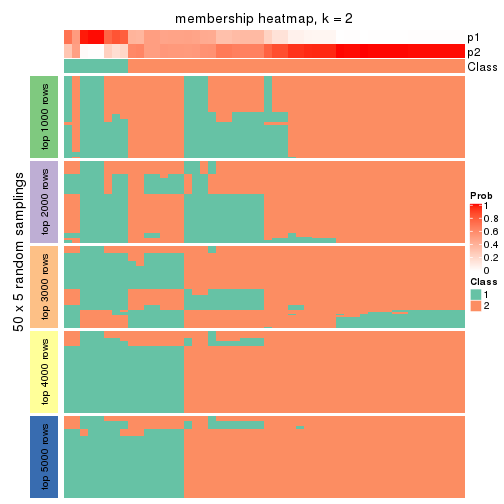 membership heatmap, k = 2
p1
p2
Class
50 x 5 random samplings
top 1000 rows
top 2000 rows
top 3000 rows
top 4000 rows
top 5000 rows
Prob
1
0.8
0.6
0.4
0.2
0
Class
1
2